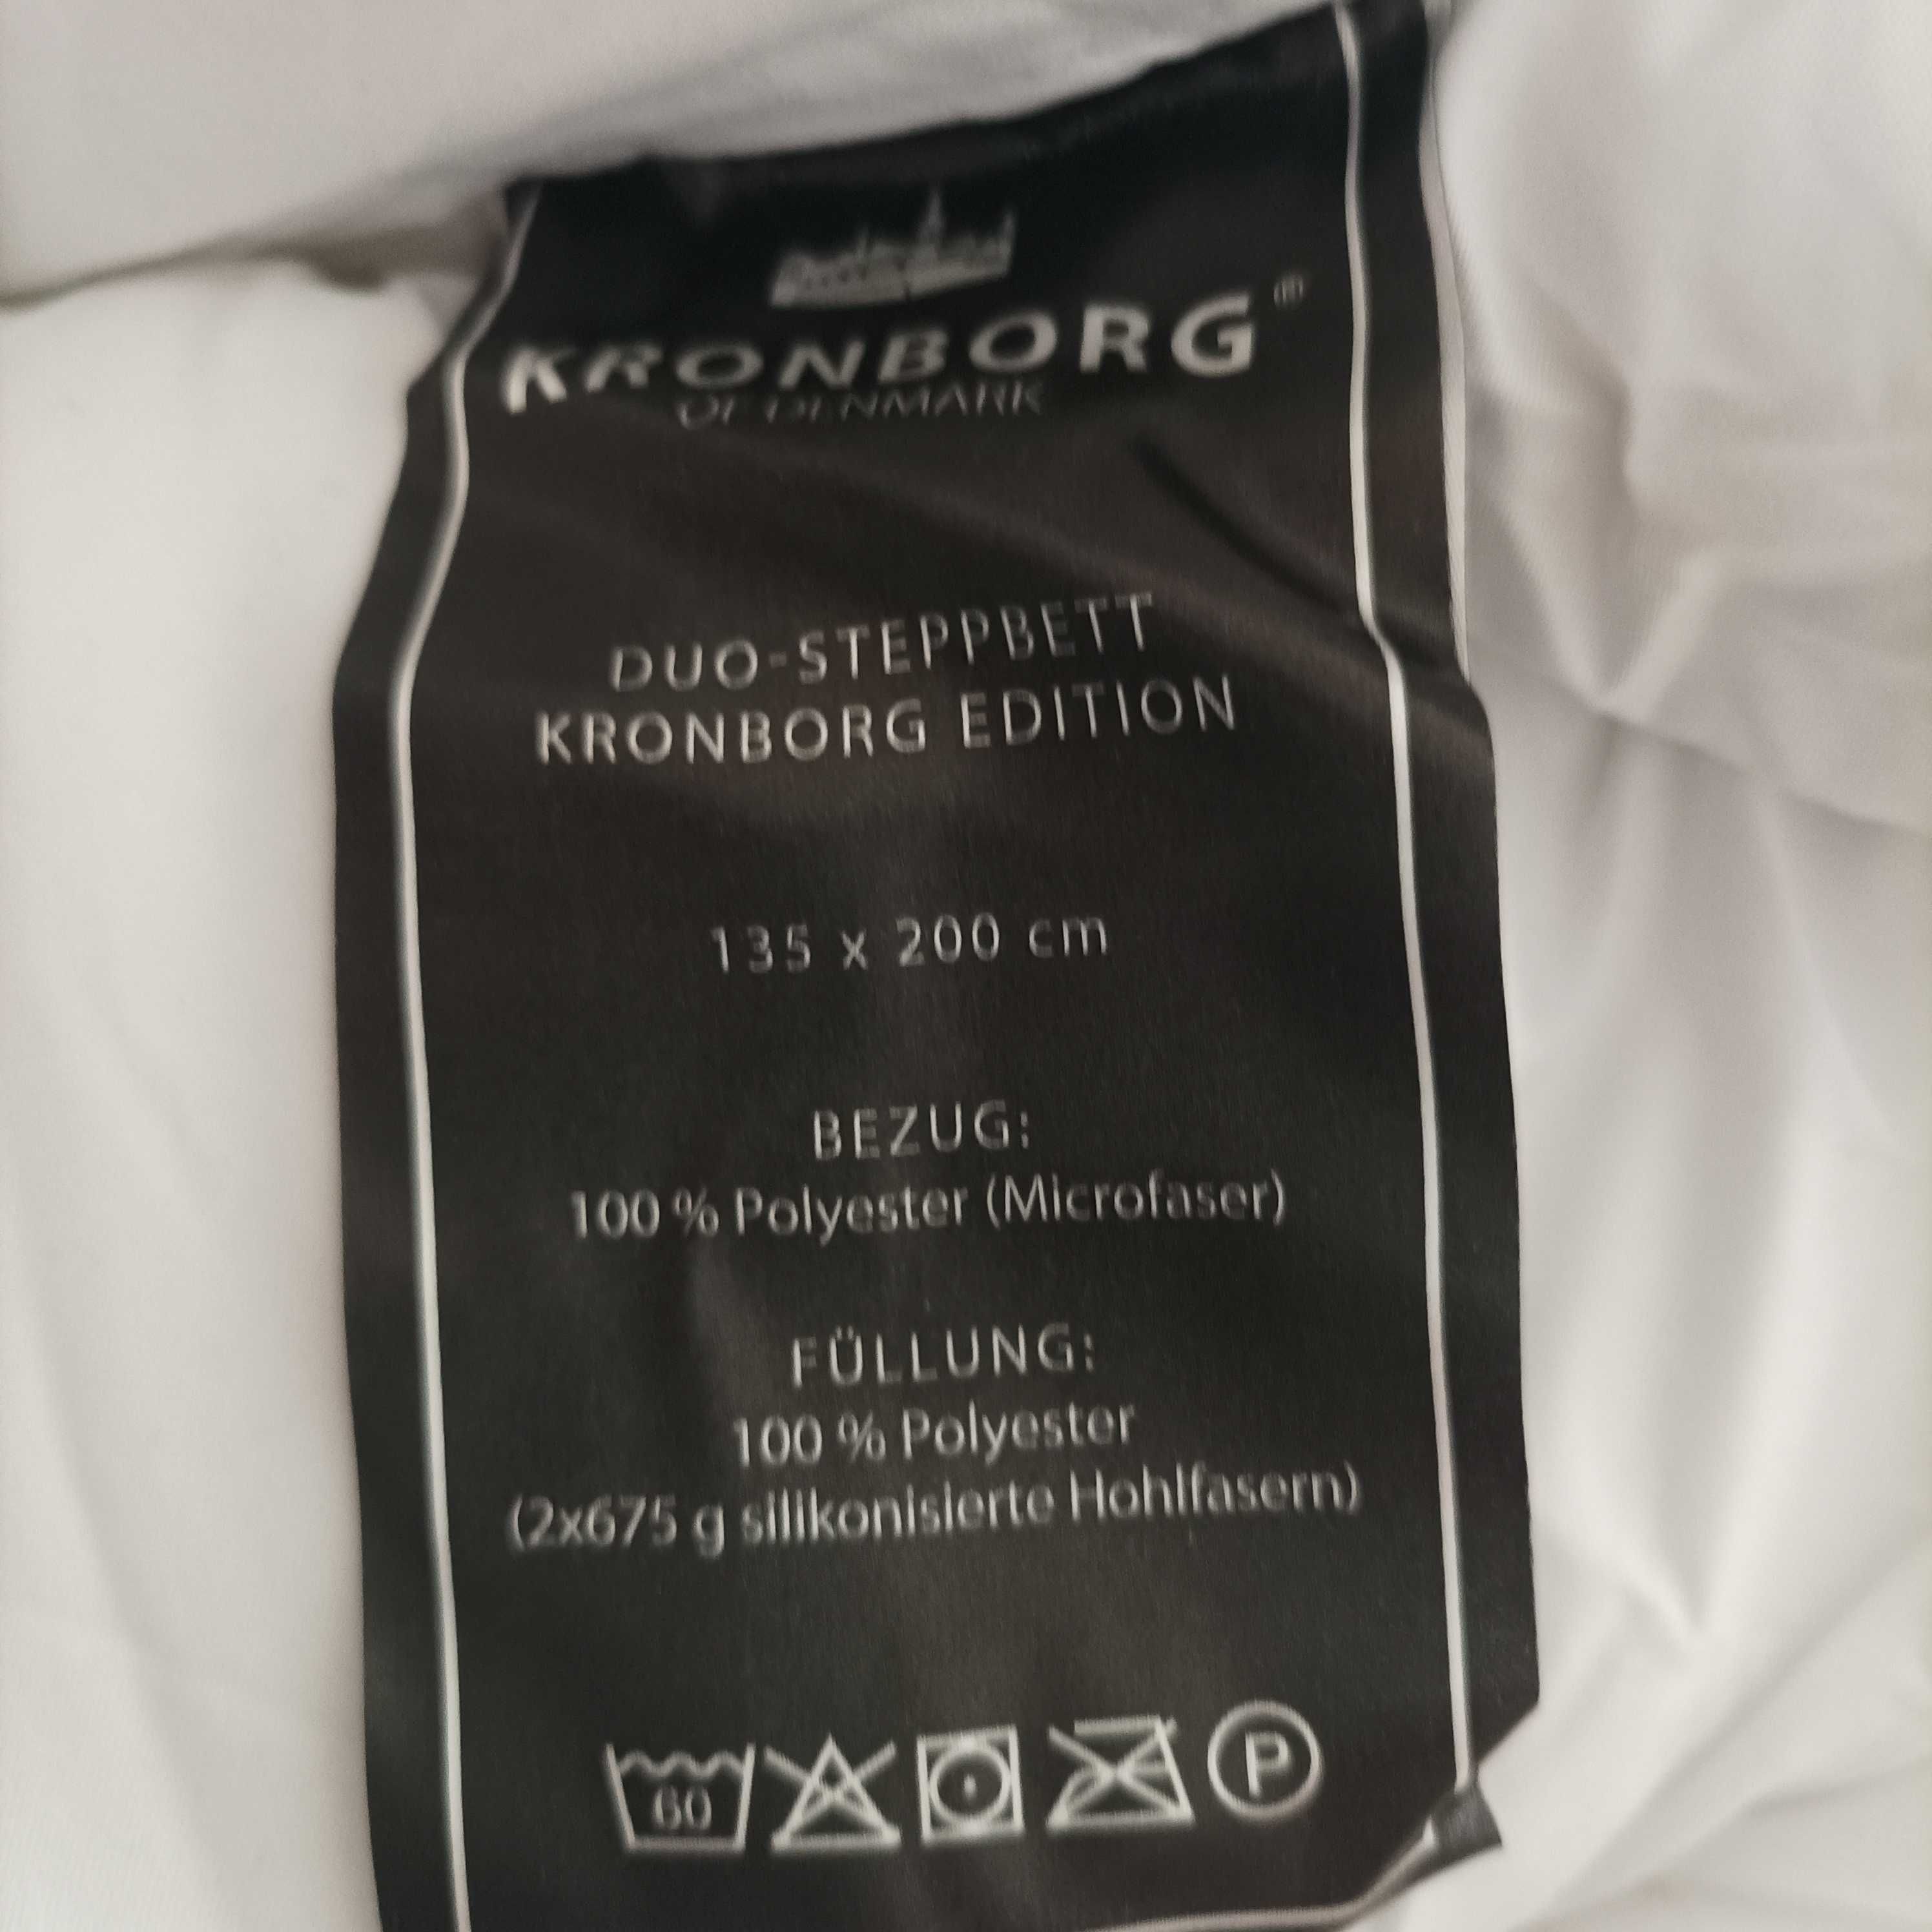 KRONBORG®
OF DENMARK
DUO-STEPPBETT
KRONBORG EDITION
135 x 200 cm
BEZUG:
100 % Polyester (Microfaser)
FÜLLUNG:
100 % Polyester
(2x675 g silikonisierte Hohlfasern)
60 P